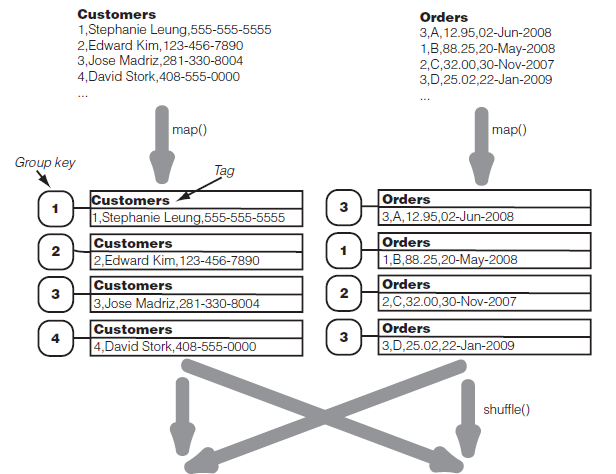 Customers
1,Stephanie Leung,555-555-5555
2,Edward Kim,123-456-7890
3,Jose Madriz,281-330-8004
4,David Stork,408-555-0000
...
Orders
3,A,12.95,02-Jun-2008
1,B,88.25,20-May-2008
2,C,32.00,30-Nov-2007
3,D,25.02,22-Jan-2009
...
map()
map()
Group key
Tag
1
Customers
1,Stephanie Leung,555-555-5555
2
Customers
2,Edward Kim,123-456-7890
3
Customers
3,Jose Madriz,281-330-8004
4
Customers
4,David Stork,408-555-0000
3
Orders
3,A,12.95,02-Jun-2008
1
Orders
1,B,88.25,20-May-2008
2
Orders
2,C,32.00,30-Nov-2007
3
Orders
3,D,25.02,22-Jan-2009
shuffle()